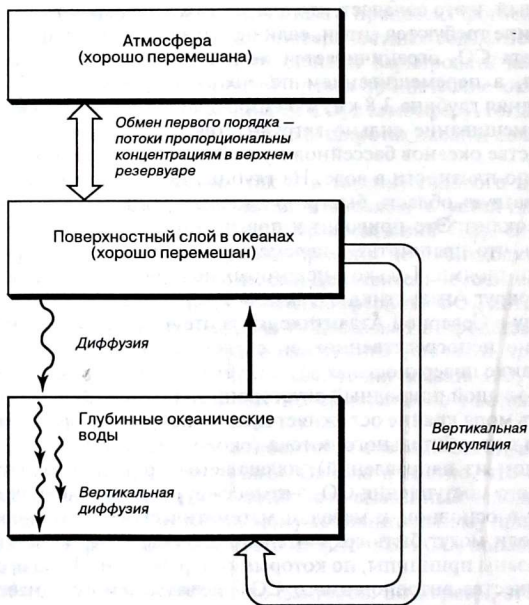 Атмосфера
(хорошо перемешана)
Обмен первого порядка —
потоки пропорциональны
концентрациям в верхнем
резервуаре
Поверхностный слой в океанах
(хорошо перемешан)
Диффузия
Глубинные океанические
воды
Вертикальная
циркуляция
Вертикальная
диффузия